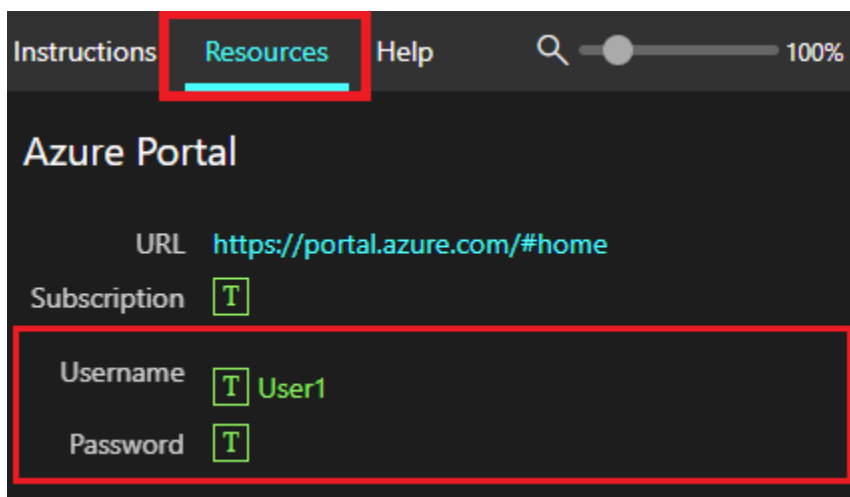 Instructions Resources Help 100%
Azure Portal
URL https://portal.azure.com/#home
Subscription T
Username T User1
Password T